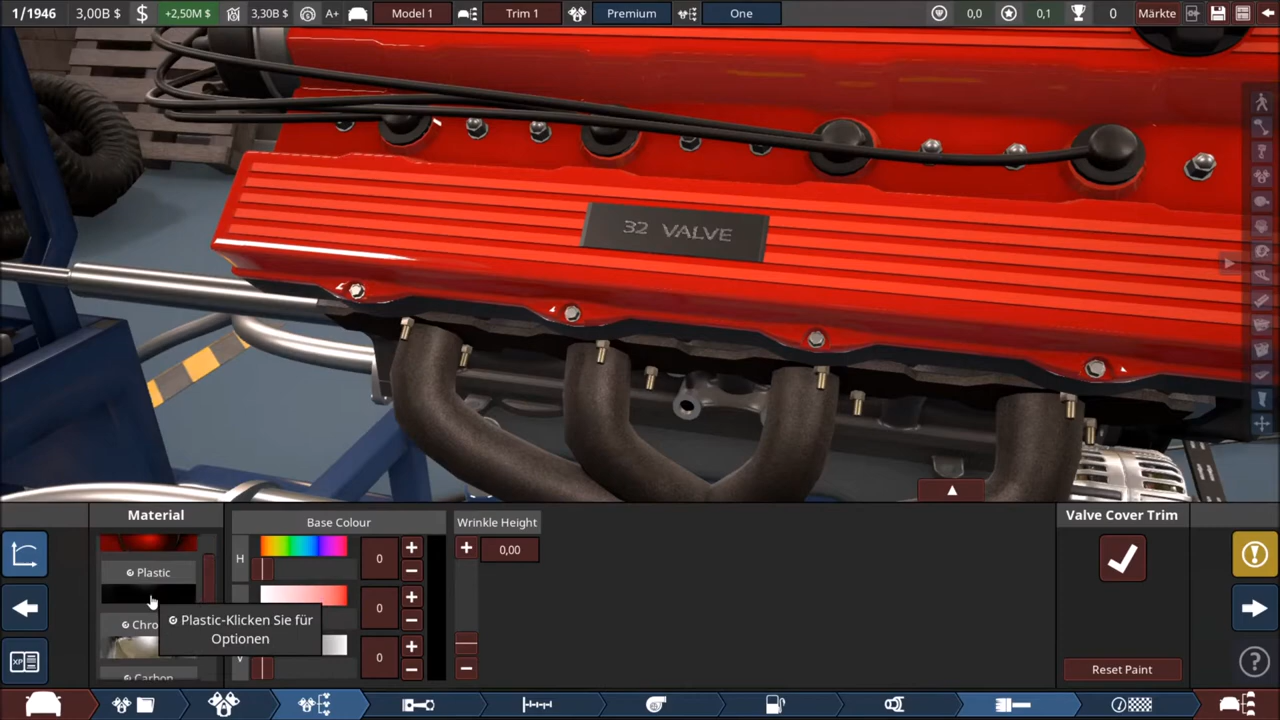 1/1946 3,00B $ $ +2,50M $ 3,30B $ A+ Model 1 Trim 1 Premium One 0,0 0,1 0 Märkte
32 VALVE
Material
Plastic
Chro
Carbon
Plastic-Klicken Sie für
Optionen
Base Colour
H
0
+
−
0
+
−
V
0
+
−
Wrinkle Height
+
0,00
−
Valve Cover Trim
Reset Paint
XP
!
?